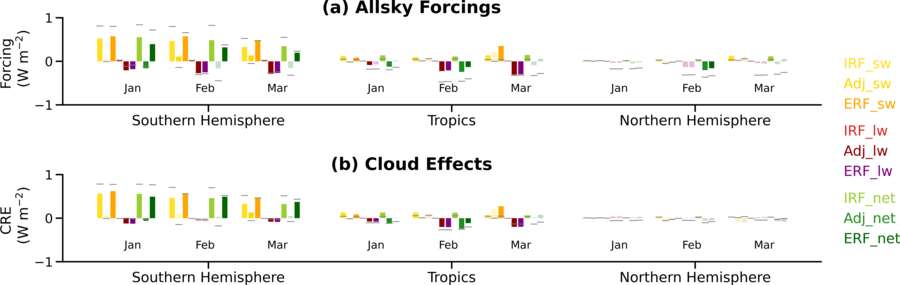 (a) Allsky Forcings
Forcing
(W m⁻²)
1
0
−1
Jan
Feb
Mar
Jan
Feb
Mar
Jan
Feb
Mar
Southern Hemisphere
Tropics
Northern Hemisphere
(b) Cloud Effects
CRE
(W m⁻²)
1
0
−1
Jan
Feb
Mar
Jan
Feb
Mar
Jan
Feb
Mar
Southern Hemisphere
Tropics
Northern Hemisphere
IRF_sw
Adj_sw
ERF_sw
IRF_lw
Adj_lw
ERF_lw
IRF_net
Adj_net
ERF_net